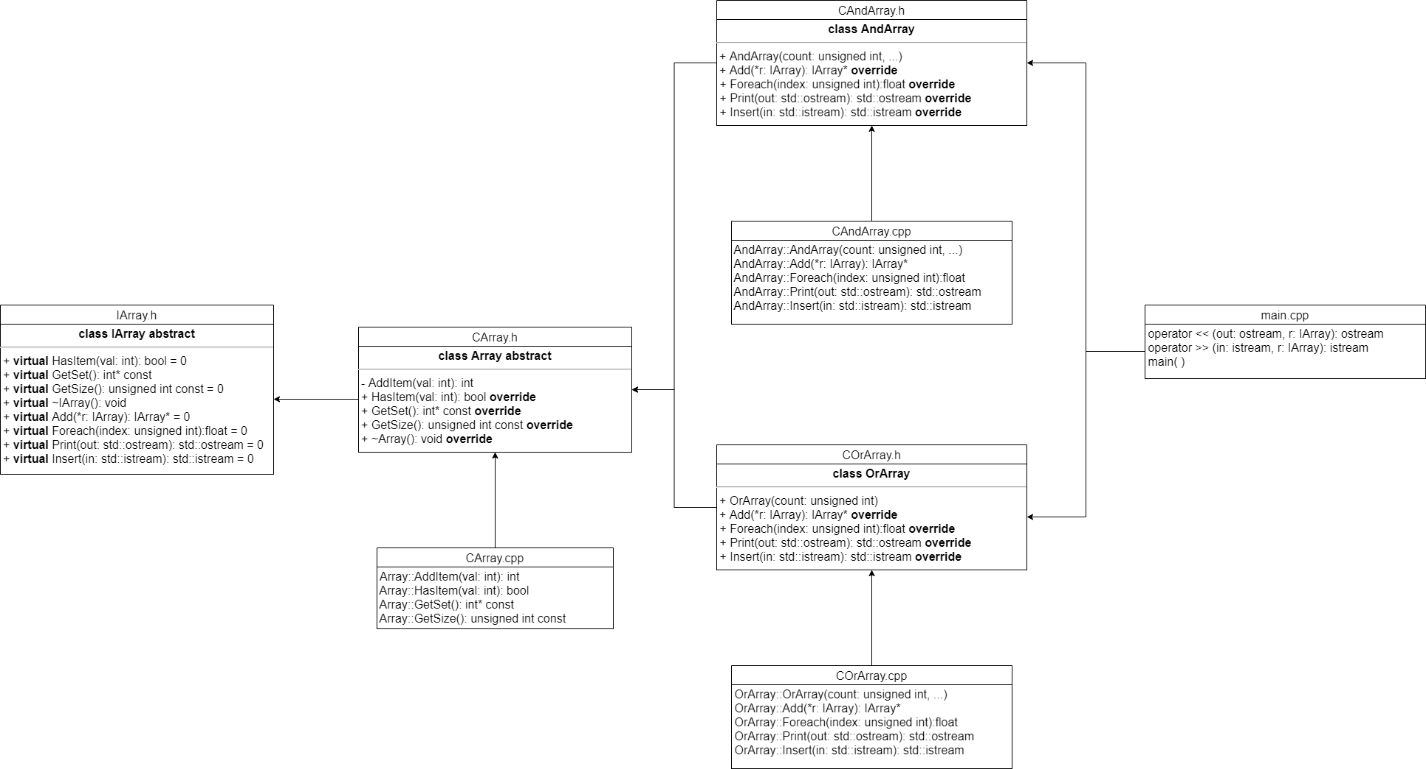 CAndArray.h
class AndArray
+ AndArray(count: unsigned int, ...)
+ Add(*r: IArray): IArray* override
+ Foreach(index: unsigned int):float override
+ Print(out: std::ostream): std::ostream override
+ Insert(in: std::istream): std::istream override
CAndArray.cpp
AndArray::AndArray(count: unsigned int, ...)
AndArray::Add(*r: IArray): IArray*
AndArray::Foreach(index: unsigned int):float
AndArray::Print(out: std::ostream): std::ostream
AndArray::Insert(in: std::istream): std::istream
IArray.h
class IArray abstract
+ virtual HasItem(val: int): bool = 0
+ virtual GetSet(): int* const
+ virtual GetSize(): unsigned int const = 0
+ virtual ~IArray(): void
+ virtual Add(*r: IArray): IArray* = 0
+ virtual Foreach(index: unsigned int):float = 0
+ virtual Print(out: std::ostream): std::ostream = 0
+ virtual Insert(in: std::istream): std::istream = 0
CArray.h
class Array abstract
- AddItem(val: int): int
+ HasItem(val: int): bool override
+ GetSet(): int* const override
+ GetSize(): unsigned int const override
+ ~Array(): void override
main.cpp
operator << (out: ostream, r: IArray): ostream
operator >> (in: istream, r: IArray): istream
main( )
COrArray.h
class OrArray
+ OrArray(count: unsigned int)
+ Add(*r: IArray): IArray* override
+ Foreach(index: unsigned int):float override
+ Print(out: std::ostream): std::ostream override
+ Insert(in: std::istream): std::istream override
CArray.cpp
Array::AddItem(val: int): int
Array::HasItem(val: int): bool
Array::GetSet(): int* const
Array::GetSize(): unsigned int const
COrArray.cpp
OrArray::OrArray(count: unsigned int, ...)
OrArray::Add(*r: IArray): IArray*
OrArray::Foreach(index: unsigned int):float
OrArray::Print(out: std::ostream): std::ostream
OrArray::Insert(in: std::istream): std::istream